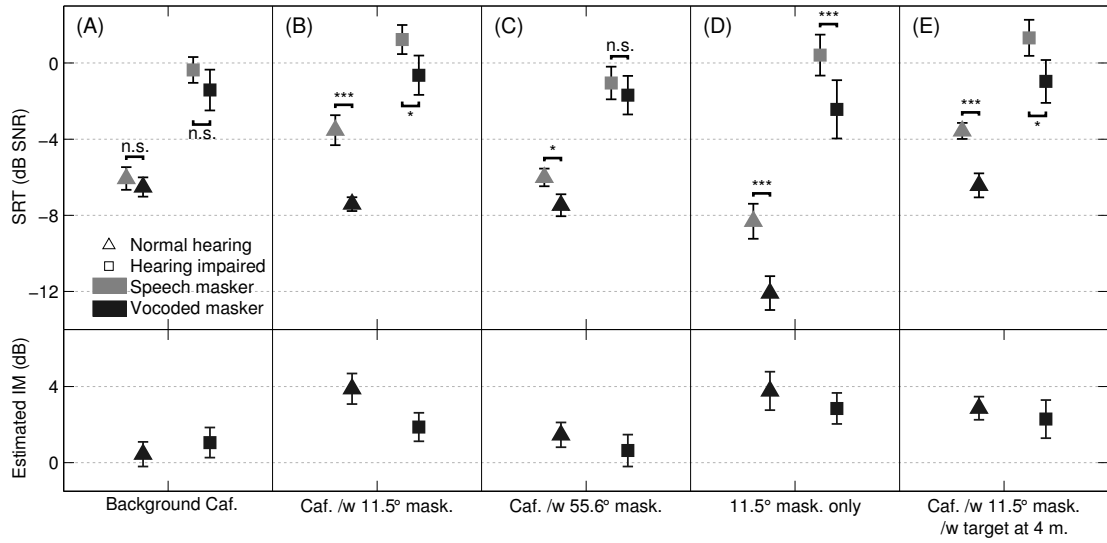 (A)
(B)
(C)
(D)
(E)
SRT (dB SNR)
0
−4
−8
−12
n.s.
n.s.
***
*
n.s.
*
***
***
***
*
Normal hearing
Hearing impaired
Speech masker
Vocoded masker
Estimated IM (dB)
4
0
Background Caf.
Caf. /w 11.5° mask.
Caf. /w 55.6° mask.
11.5° mask. only
Caf. /w 11.5° mask.
/w target at 4 m.